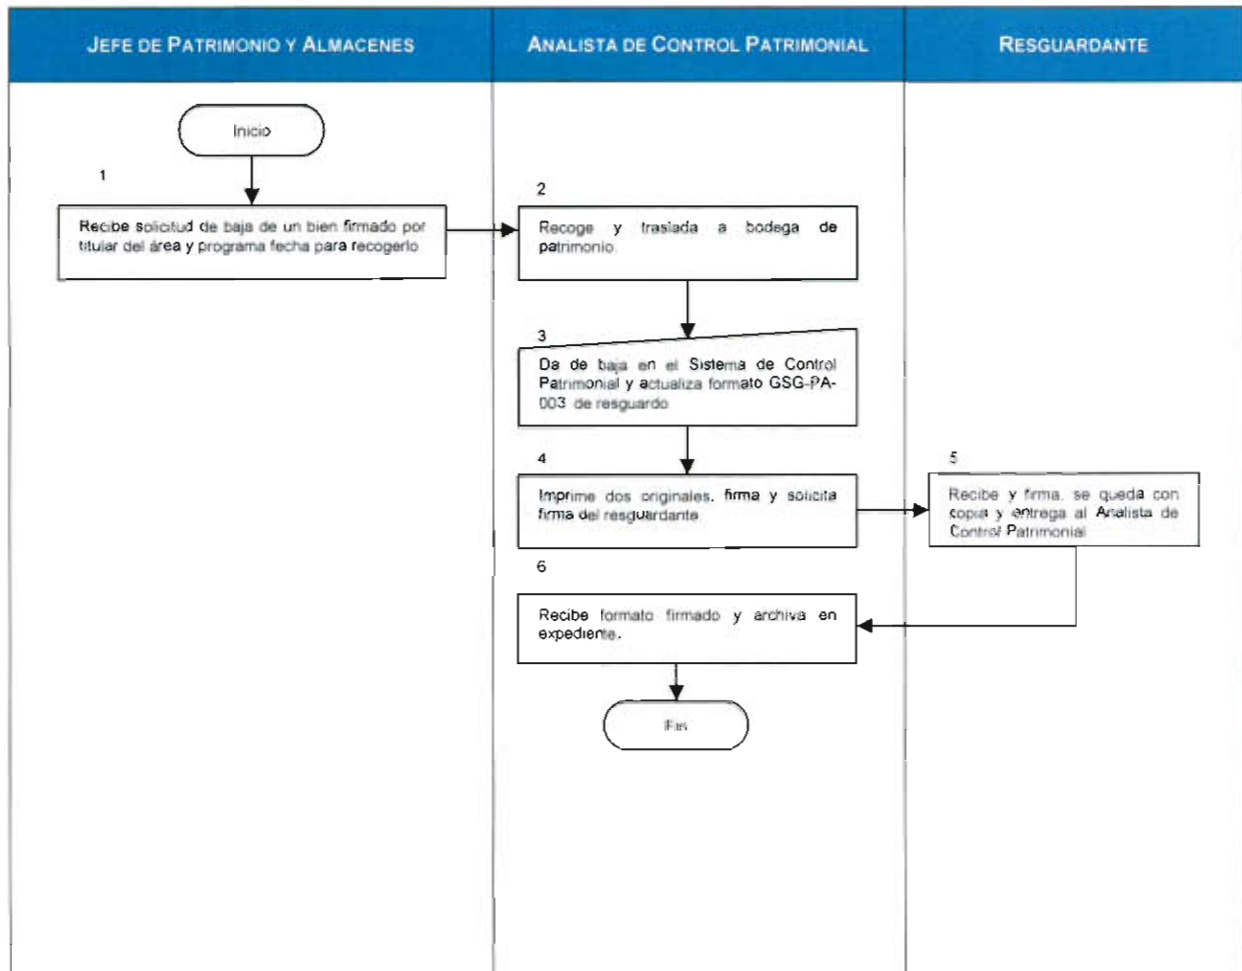 JEFE DE PATRIMONIO Y ALMACENES
ANALISTA DE CONTROL PATRIMONIAL
RESGUARDANTE
Inicio
1
Recibe solicitud de baja de un bien firmado por
titular del área y programa fecha para recogerlo
2
Recoge y traslada a bodega de
patrimonio.
3
Da de baja en el Sistema de Control
Patrimonial y actualiza formato GSG-PA-
003 de resguardo
4
Imprime dos originales, firma y solicita
firma del resguardante
5
Recibe y firma, se queda con
copia y entrega al Analista de
Control Patrimonial
6
Recibe formato firmado y archiva en
expediente.
Fin